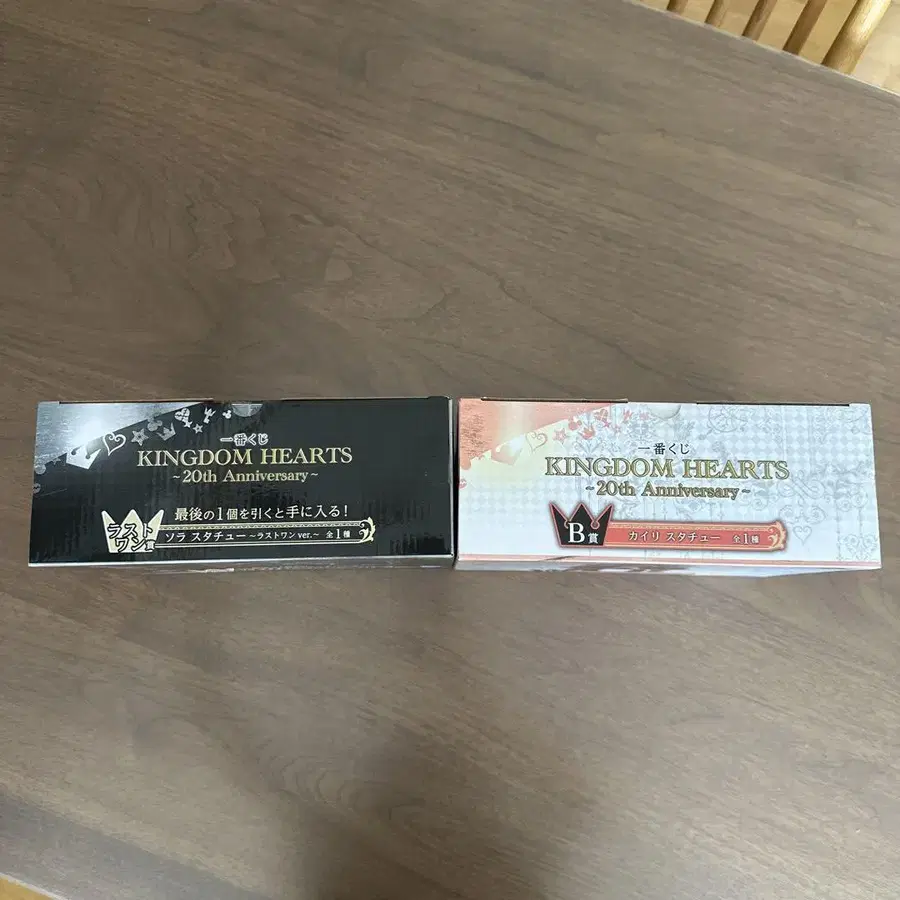 一番くじ
KINGDOM HEARTS
~20th Anniversary~
最後の1個を引くと手に入る!
ラストワン賞
ソラ スタチュー ~ラストワン ver.~ 全1種
一番くじ
KINGDOM HEARTS
~20th Anniversary~
B賞
カイリ スタチュー 全1種